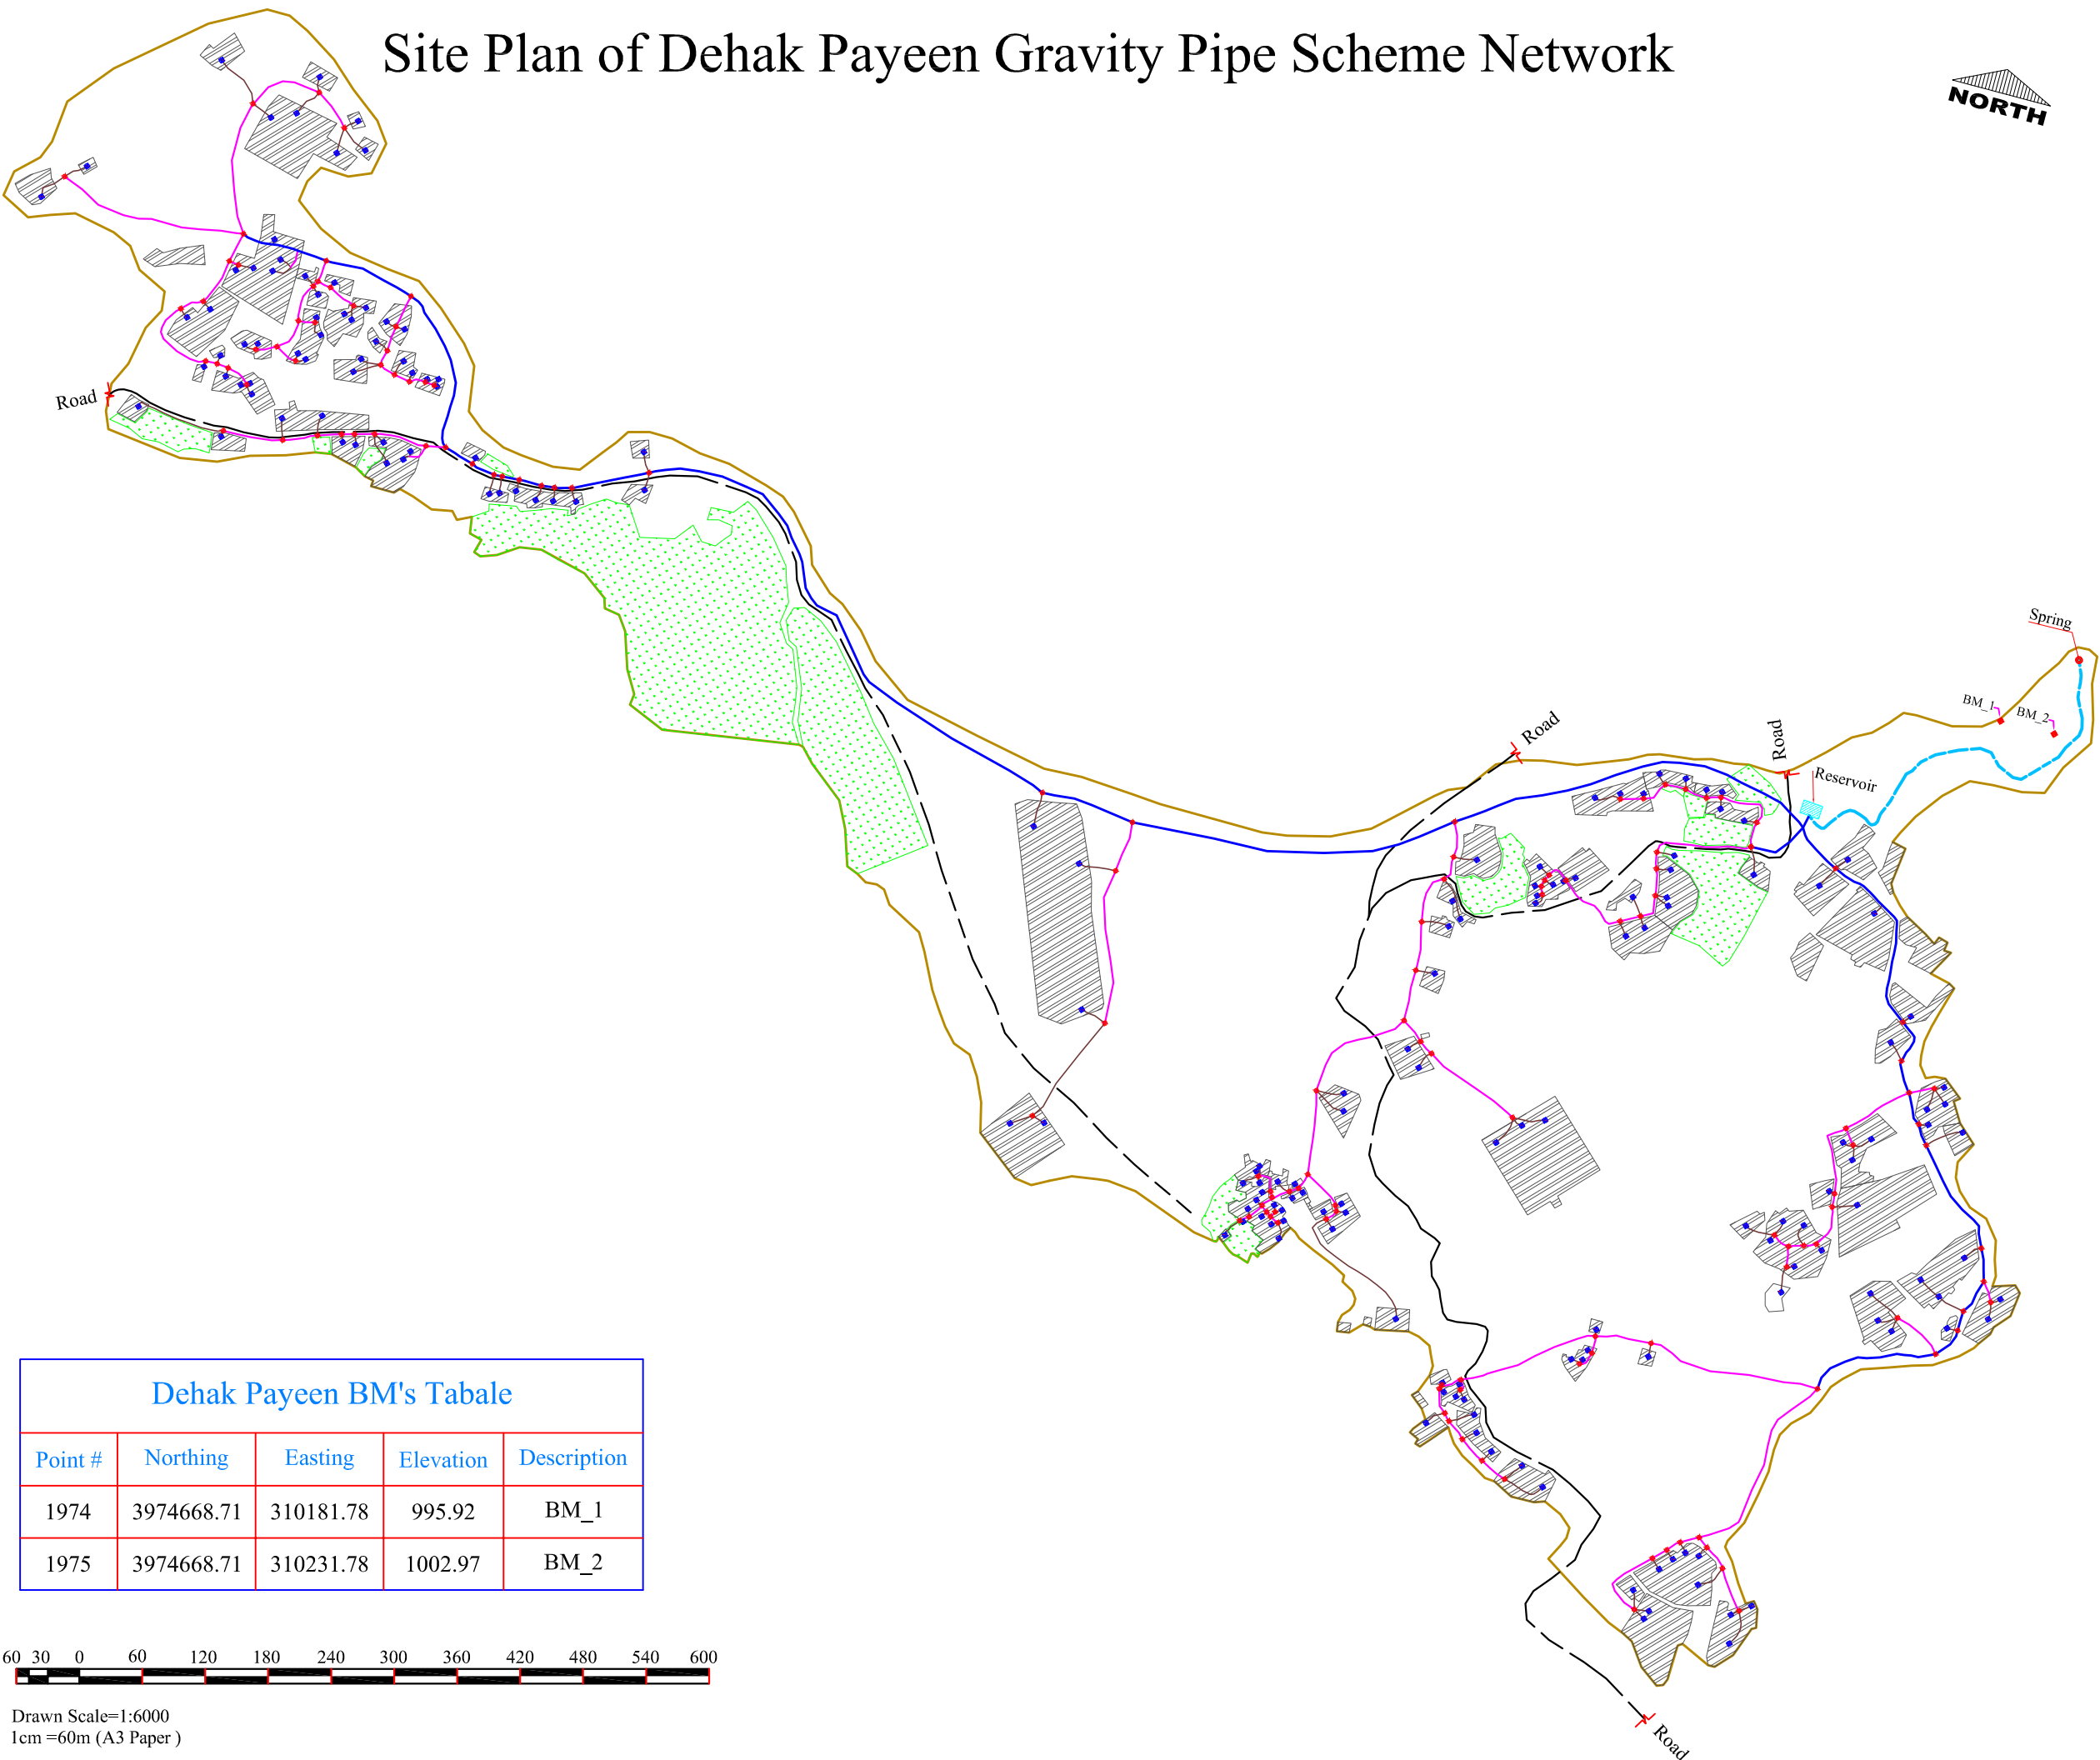 Site Plan of Dehak Payeen Gravity Pipe Scheme Network
NORTH
Road
Spring
BM_1
BM_2
Road
Road
Reservoir
Dehak Payeen BM's Tabale
Point # Northing Easting Elevation Description
1974 3974668.71 310181.78 995.92 BM_1
1975 3974668.71 310231.78 1002.97 BM_2
60 30 0 60 120 180 240 300 360 420 480 540 600
Drawn Scale=1:6000
1cm =60m (A3 Paper )
Road